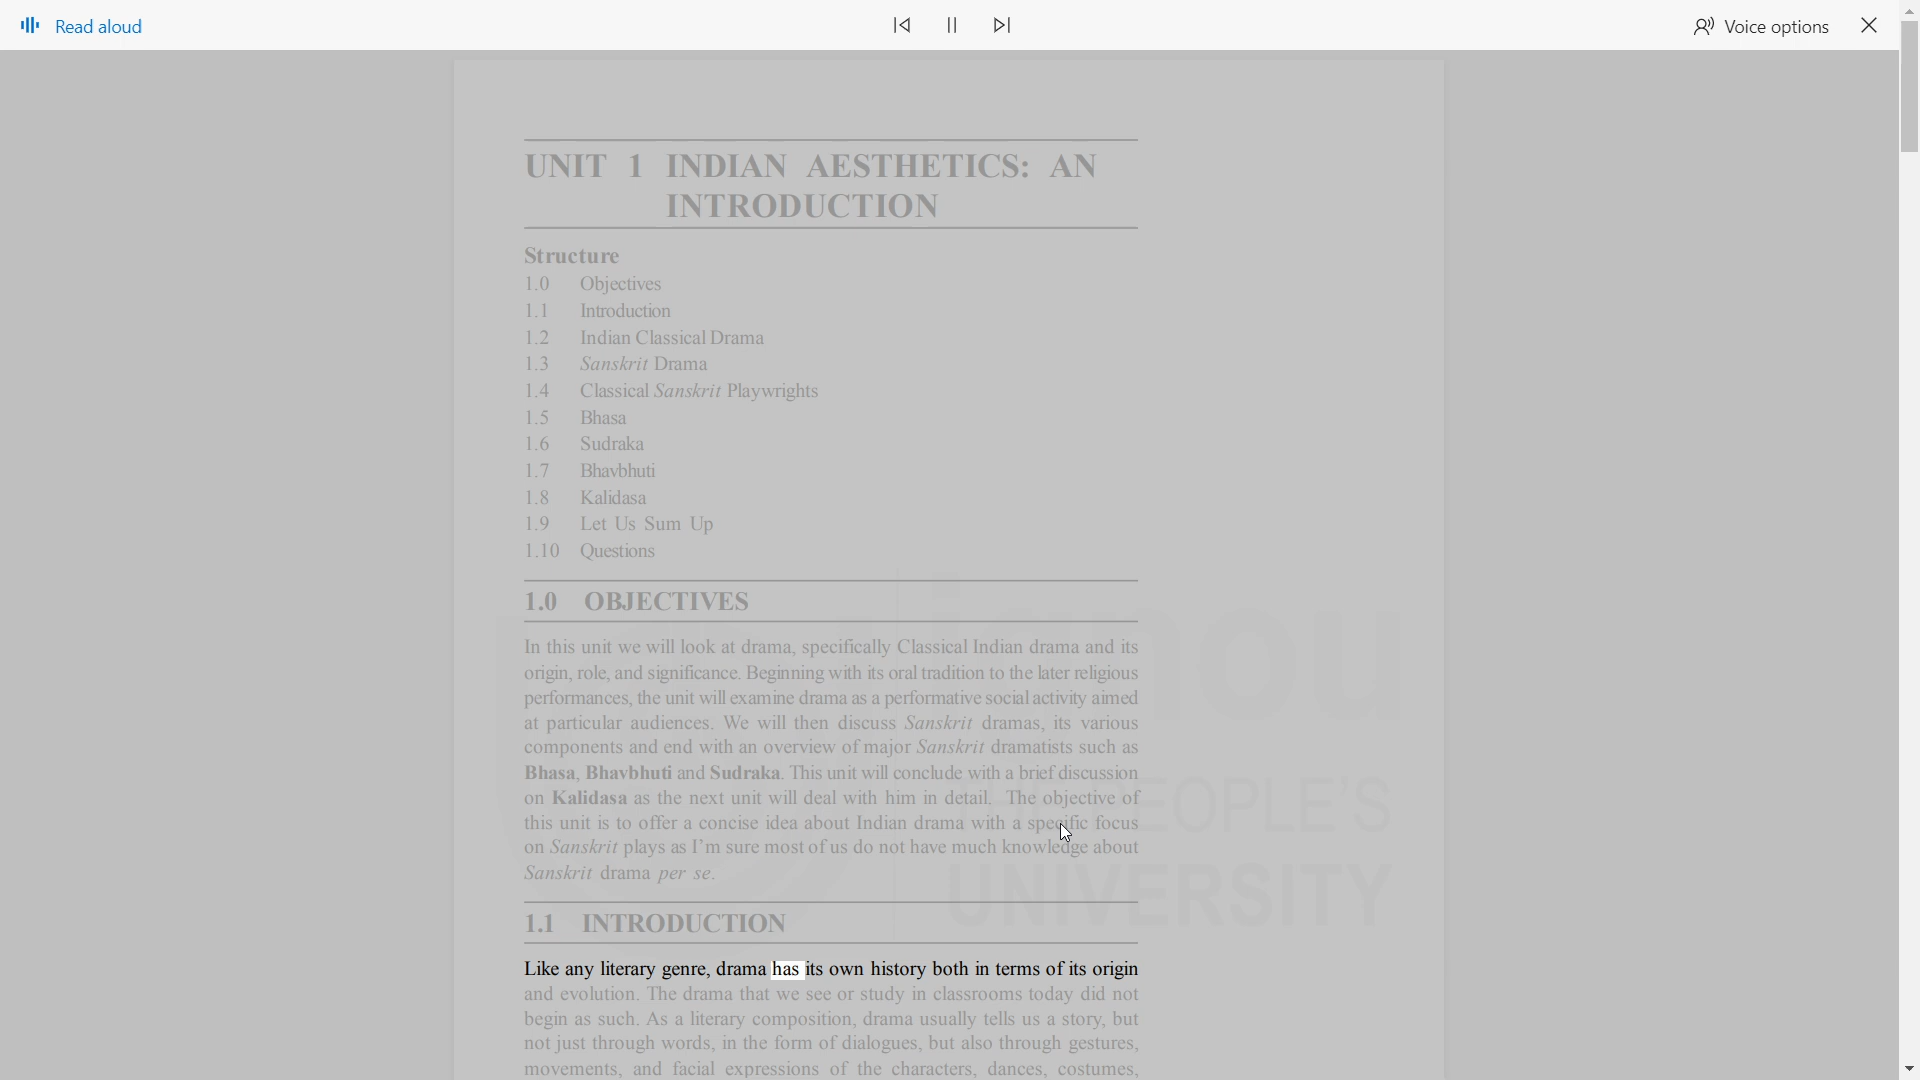 Read aloud
Voice options
UNIT 1 INDIAN AESTHETICS: AN
INTRODUCTION
Structure
1.0 Objectives
1.1 Introduction
1.2 Indian Classical Drama
1.3 Sanskrit Drama
1.4 Classical Sanskrit Playwrights
1.5 Bhasa
1.6 Sudraka
1.7 Bhavbhuti
1.8 Kalidasa
1.9 Let Us Sum Up
1.10 Questions
1.0 OBJECTIVES
In this unit we will look at drama, specifically Classical Indian drama and its
origin, role, and significance. Beginning with its oral tradition to the later religious
performances, the unit will examine drama as a performative social activity aimed
at particular audiences. We will then discuss Sanskrit dramas, its various
components and end with an overview of major Sanskrit dramatists such as
Bhasa, Bhavbhuti and Sudraka. This unit will conclude with a brief discussion
on Kalidasa as the next unit will deal with him in detail. The objective of
this unit is to offer a concise idea about Indian drama with a specific focus
on Sanskrit plays as I'm sure most of us do not have much knowledge about
Sanskrit drama per se.
ignou
THE PEOPLE'S
UNIVERSITY
1.1 INTRODUCTION
Like any literary genre, drama has its own history both in terms of its origin
and evolution. The drama that we see or study in classrooms today did not
begin as such. As a literary composition, drama usually tells us a story, but
not just through words, in the form of dialogues, but also through gestures,
movements, and facial expressions of the characters, dances, costumes,